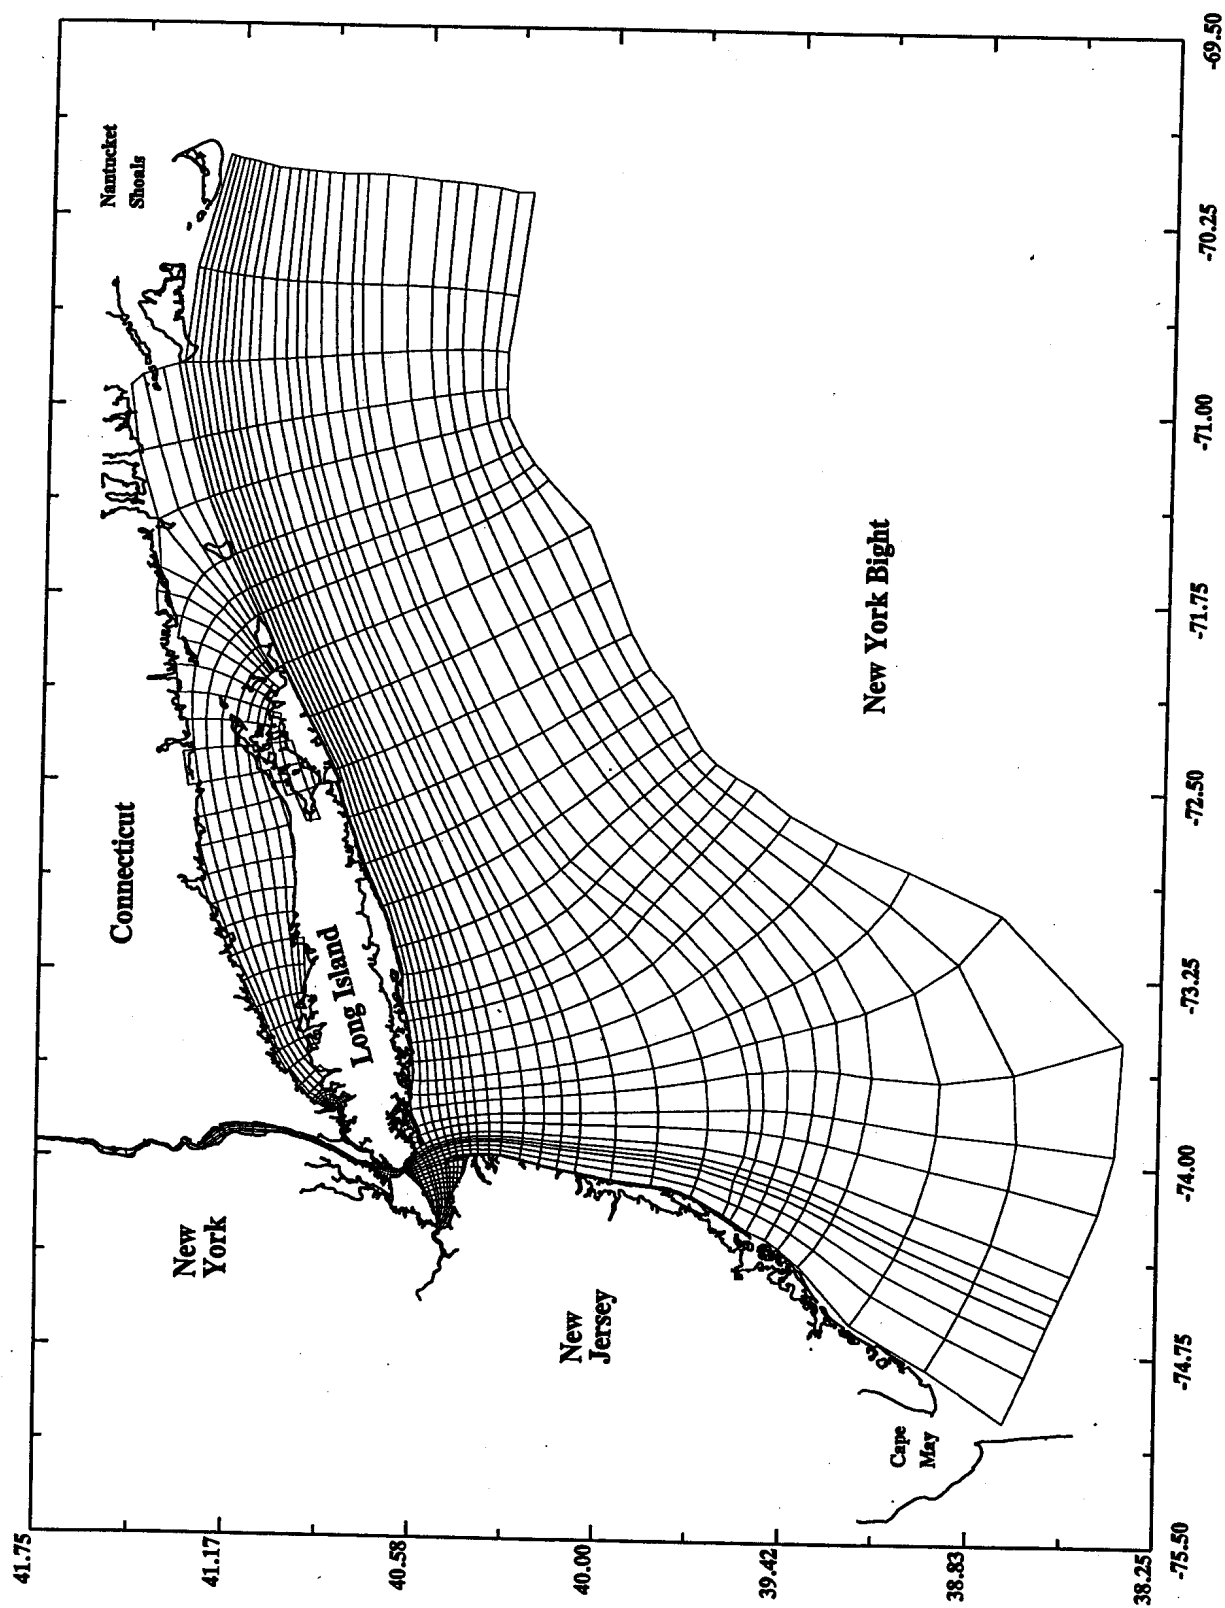 Nantucket
Shoals
Connecticut
Long Island
New
York
New
Jersey
Cape
May
New York Bight
41.75
41.17
40.58
40.00
39.42
38.83
38.25
-75.50
-74.75
-74.00
-73.25
-72.50
-71.75
-71.00
-70.25
-69.50